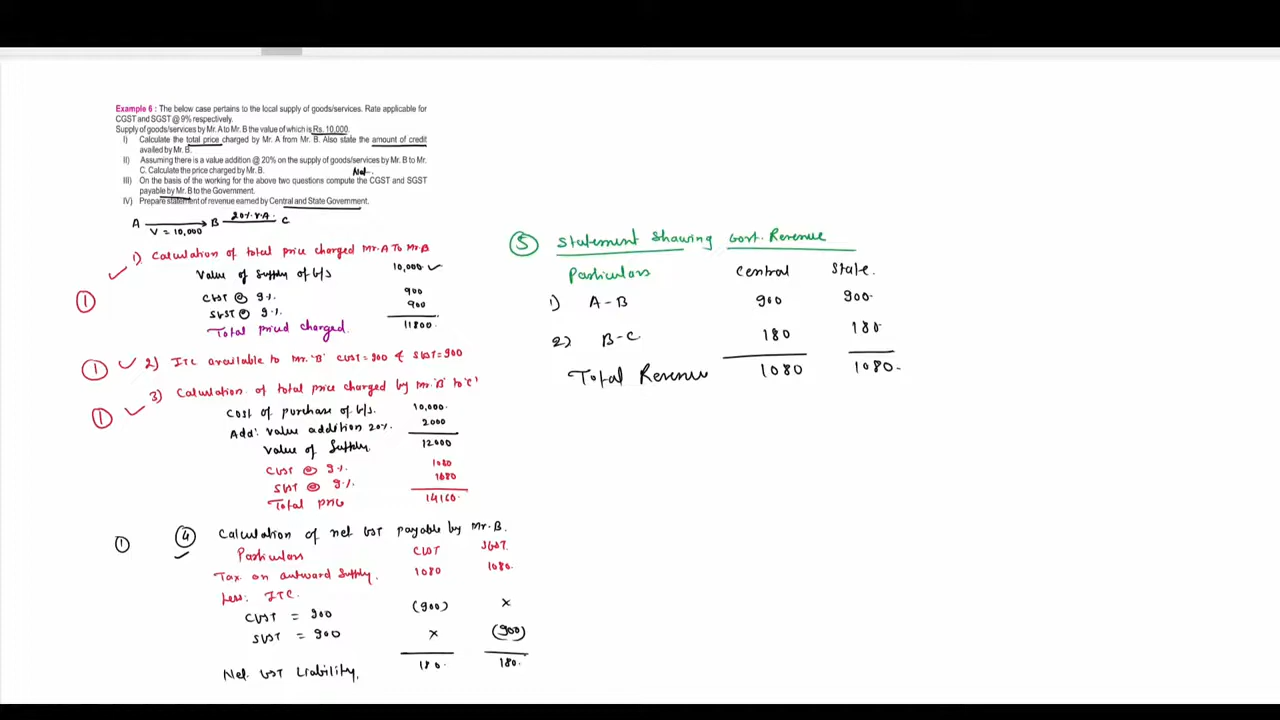 Example 6 : The below case pertains to the local supply of goods/services. Rate applicable for
CGST and SGST @ 9% respectively.
Supply of goods/services by Mr. A to Mr. B the value of which is Rs. 10,000.
I) Calculate the total price charged by Mr. A from Mr. B. Also state the amount of credit
availed by Mr. B.
II) Assuming there is a value addition @ 20% on the supply of goods/services by Mr. B to Mr.
C. Calculate the price charged by Mr. B.
Net
III) On the basis of the working for the above two questions compute the CGST and SGST
payable by Mr. B to the Government.
IV) Prepare statement of revenue earned by Central and State Government.
A B 20% V.A. C
V = 10,000
1) Calculation of total price charged Mr. A To Mr. B
Value of Supply of G/S 10,000
① CGST @ 9% 900
SGST @ 9% 900
Total priced charged. 11800
① 2) ITC available to Mr. 'B' CGST = 900 & SGST = 900
① 3) Calculation of total price charged by Mr. 'B' to 'C'
Cost of purchase of G/S. 10,000
Add: value addition 20% 2000
Value of Supply 12000
CGST @ 9% 1080
SGST @ 9% 1080
Total price 14160
① ④ Calculation of net GST payable by Mr. B.
Particulars CGST SGST
Tax on outward Supply. 1080 1080
Less: ITC.
CGST = 900 (900) x
SGST = 900 x (900)
Net GST Liability. 180 180
⑤ Statement Showing Govt. Revenue
Particulars Central State.
1) A - B 900 900
2) B - C 180 180
Total Revenue 1080 1080